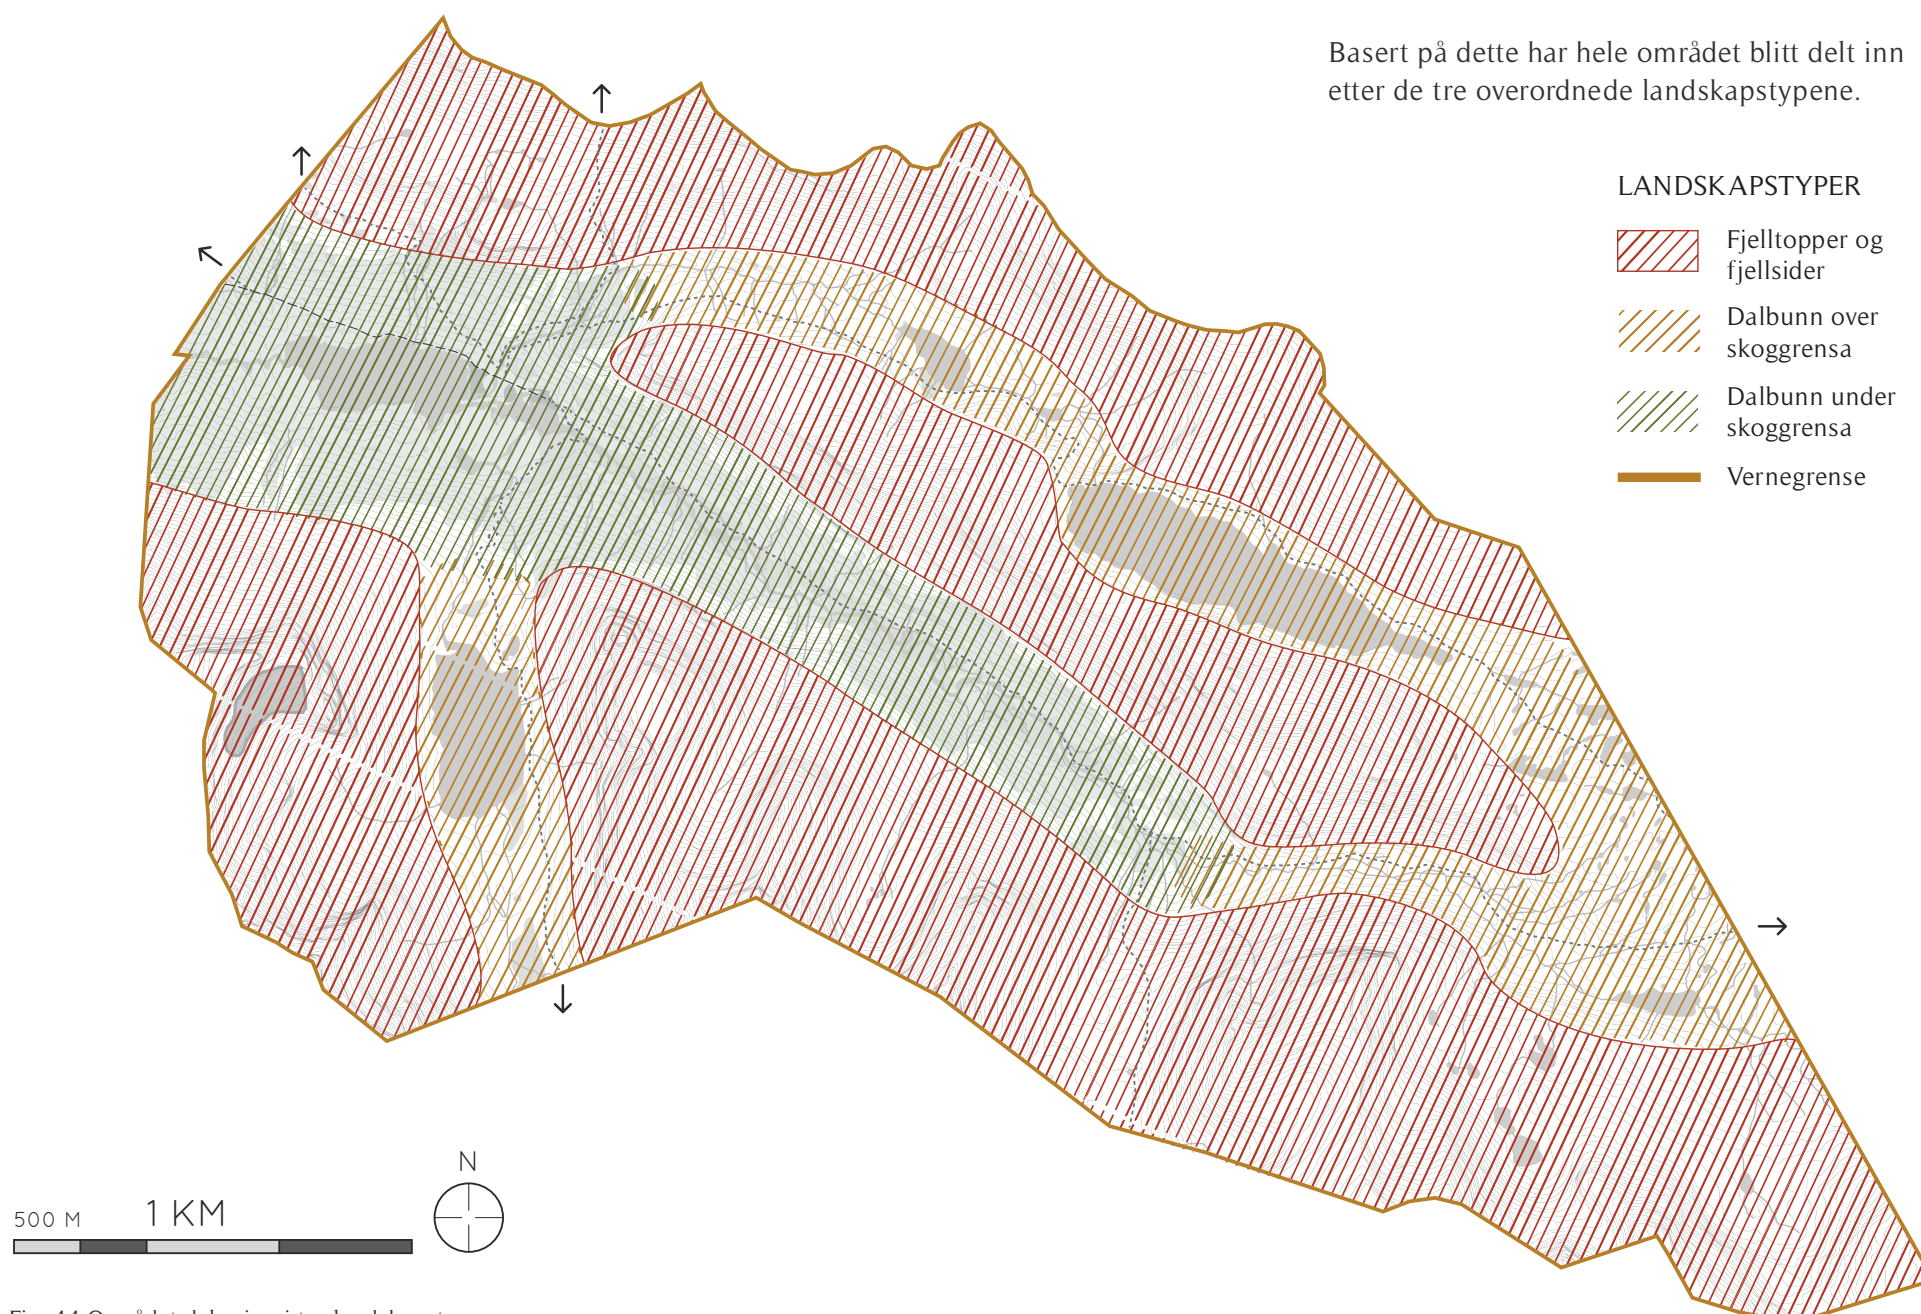 Basert på dette har hele området blitt delt inn
etter de tre overordnede landskapstypene.
LANDSKAPSTYPER
Fjelltopper og
fjellsider
Dalbunn over
skoggrensa
Dalbunn under
skoggrensa
Vernegrense
N
500 M 1 KM